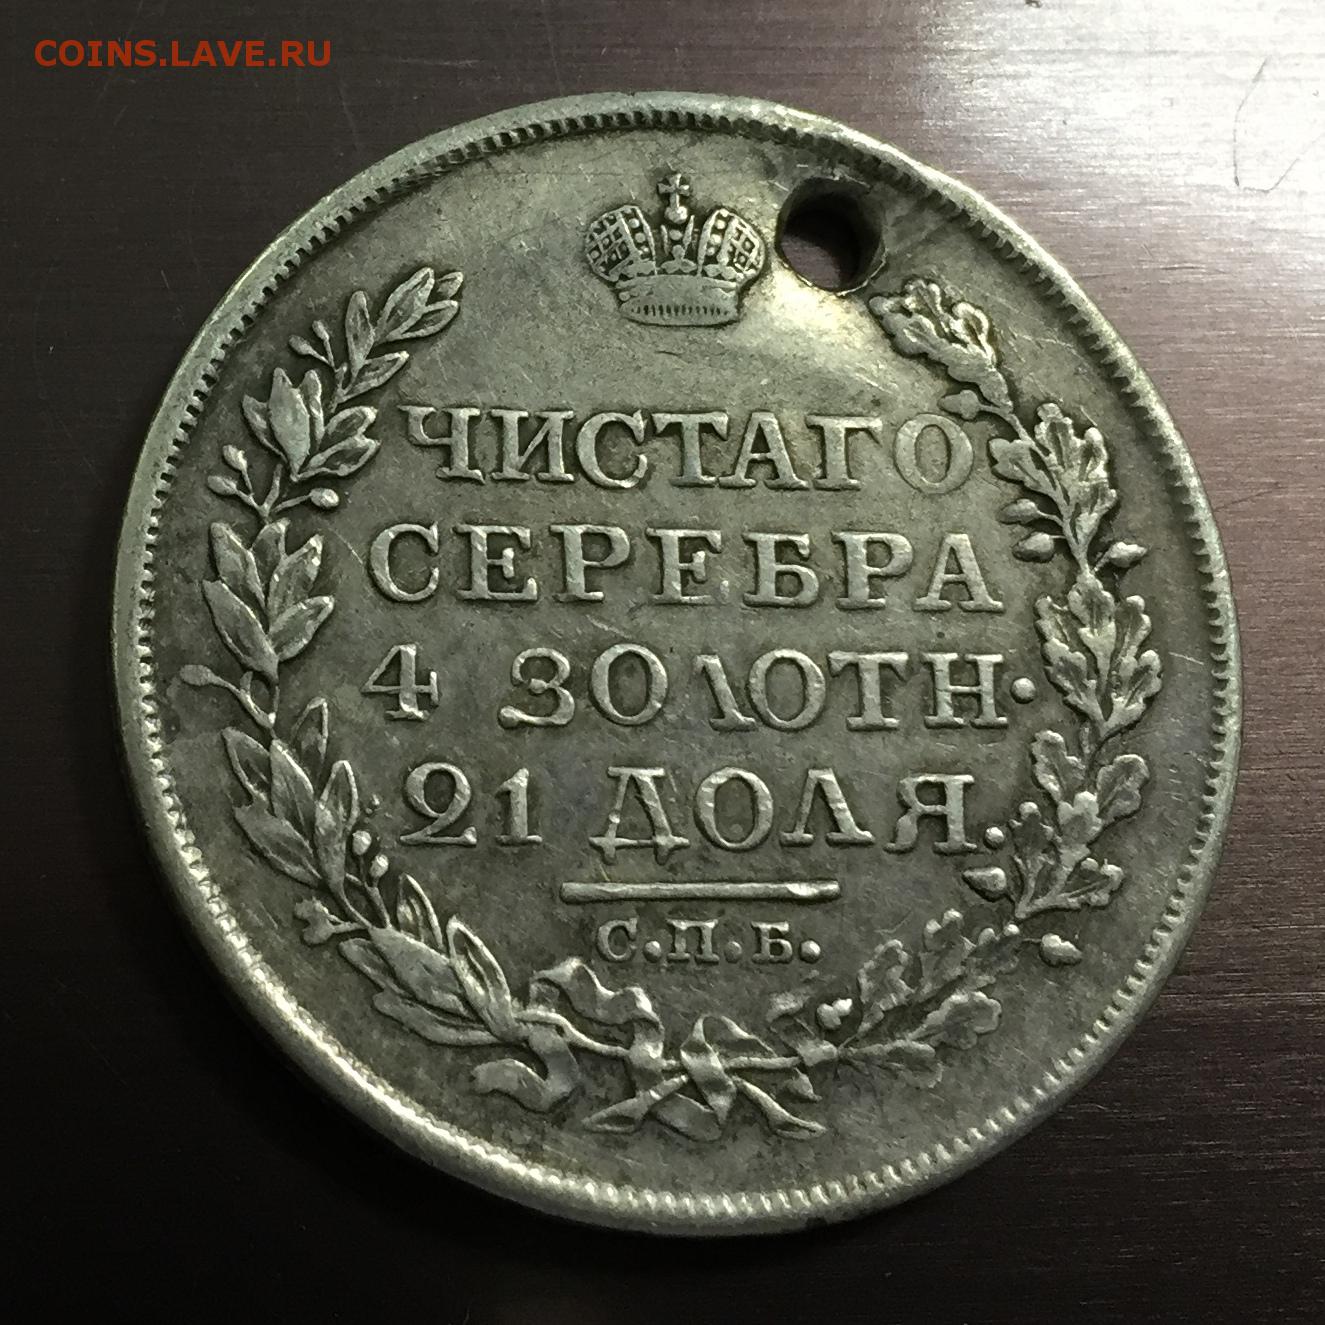 COINS.LAVE.RU
ЧИСТАГО
СЕРЕБРА
4 ЗОЛОТН.
21 ДОЛЯ.
С.П.Б.